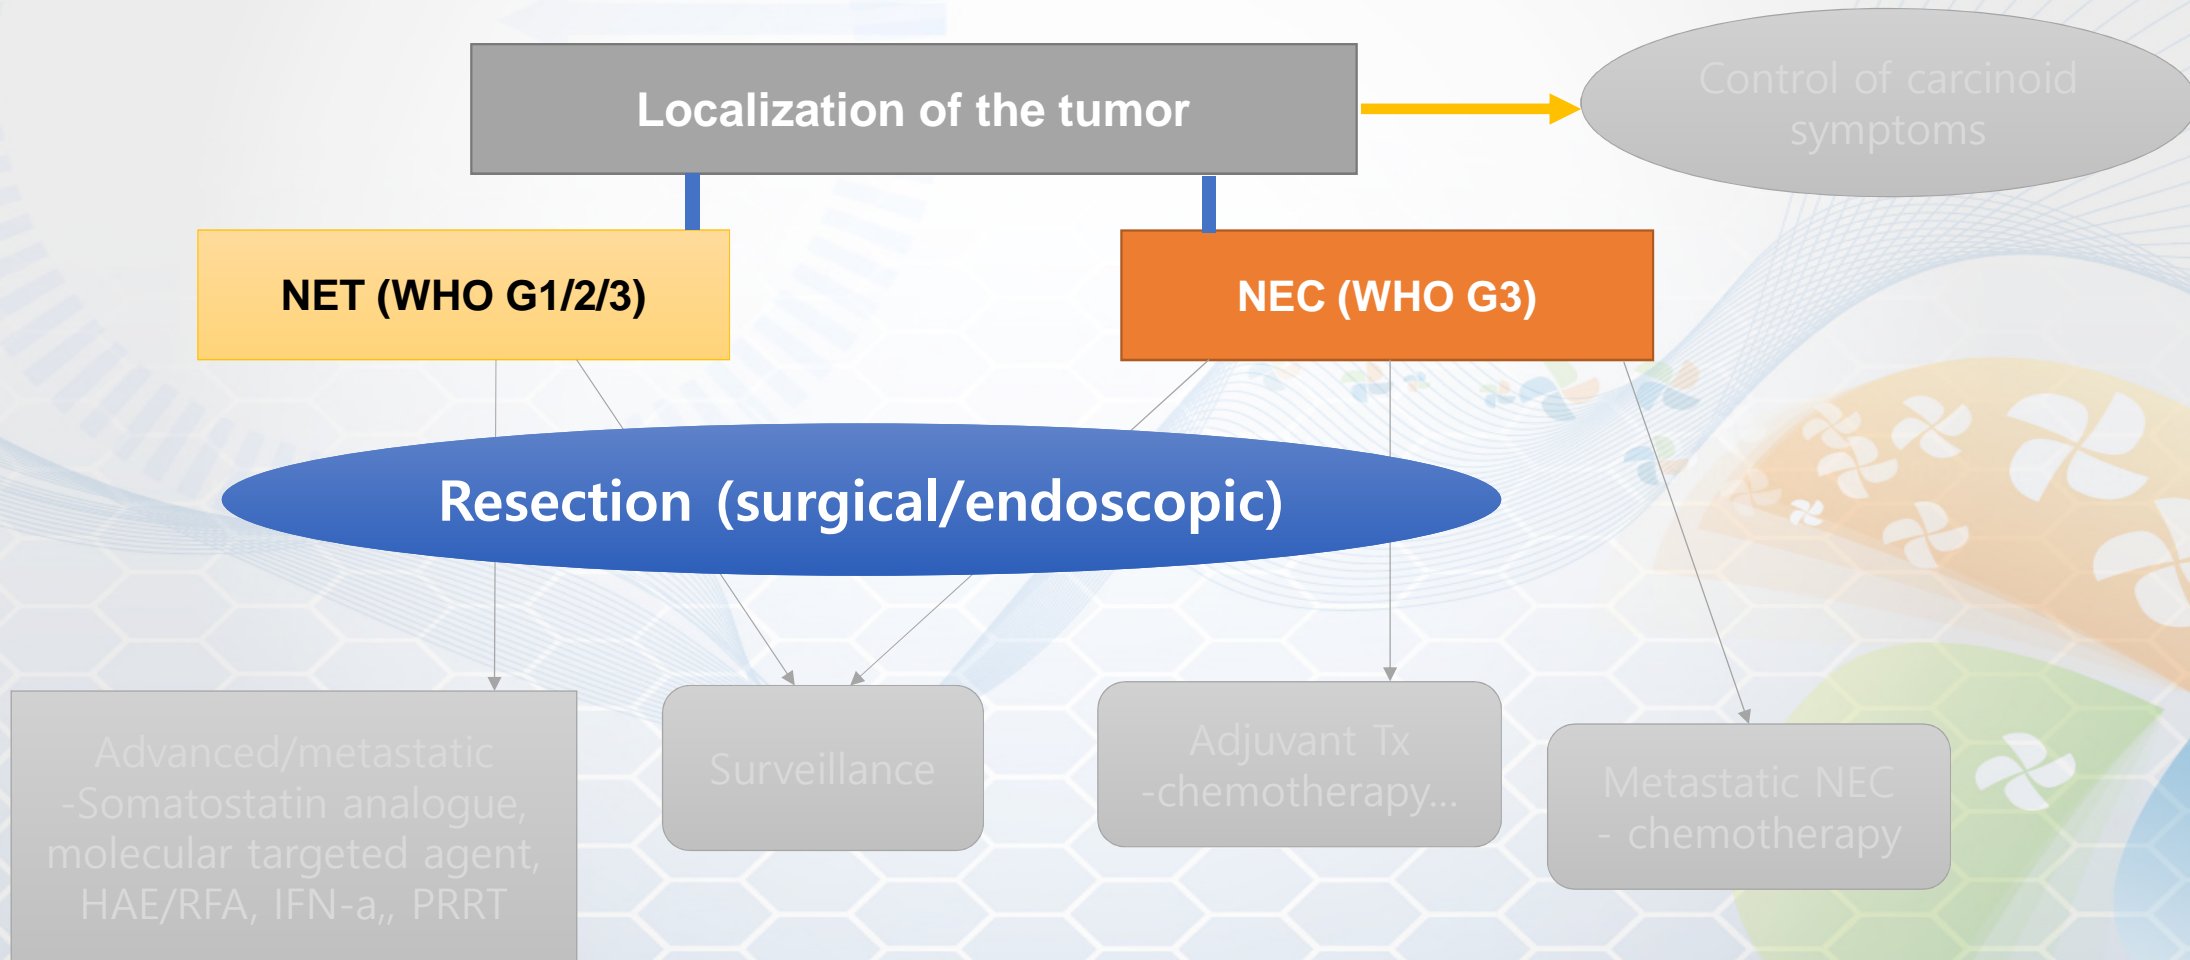 Localization of the tumor
Control of carcinoid
symptoms
NET (WHO G1/2/3)
NEC (WHO G3)
Resection (surgical/endoscopic)
Advanced/metastatic
-Somatostatin analogue,
molecular targeted agent,
HAE/RFA, IFN-a,, PRRT
Surveillance
Adjuvant Tx
-chemotherapy...
Metastatic NEC
- chemotherapy